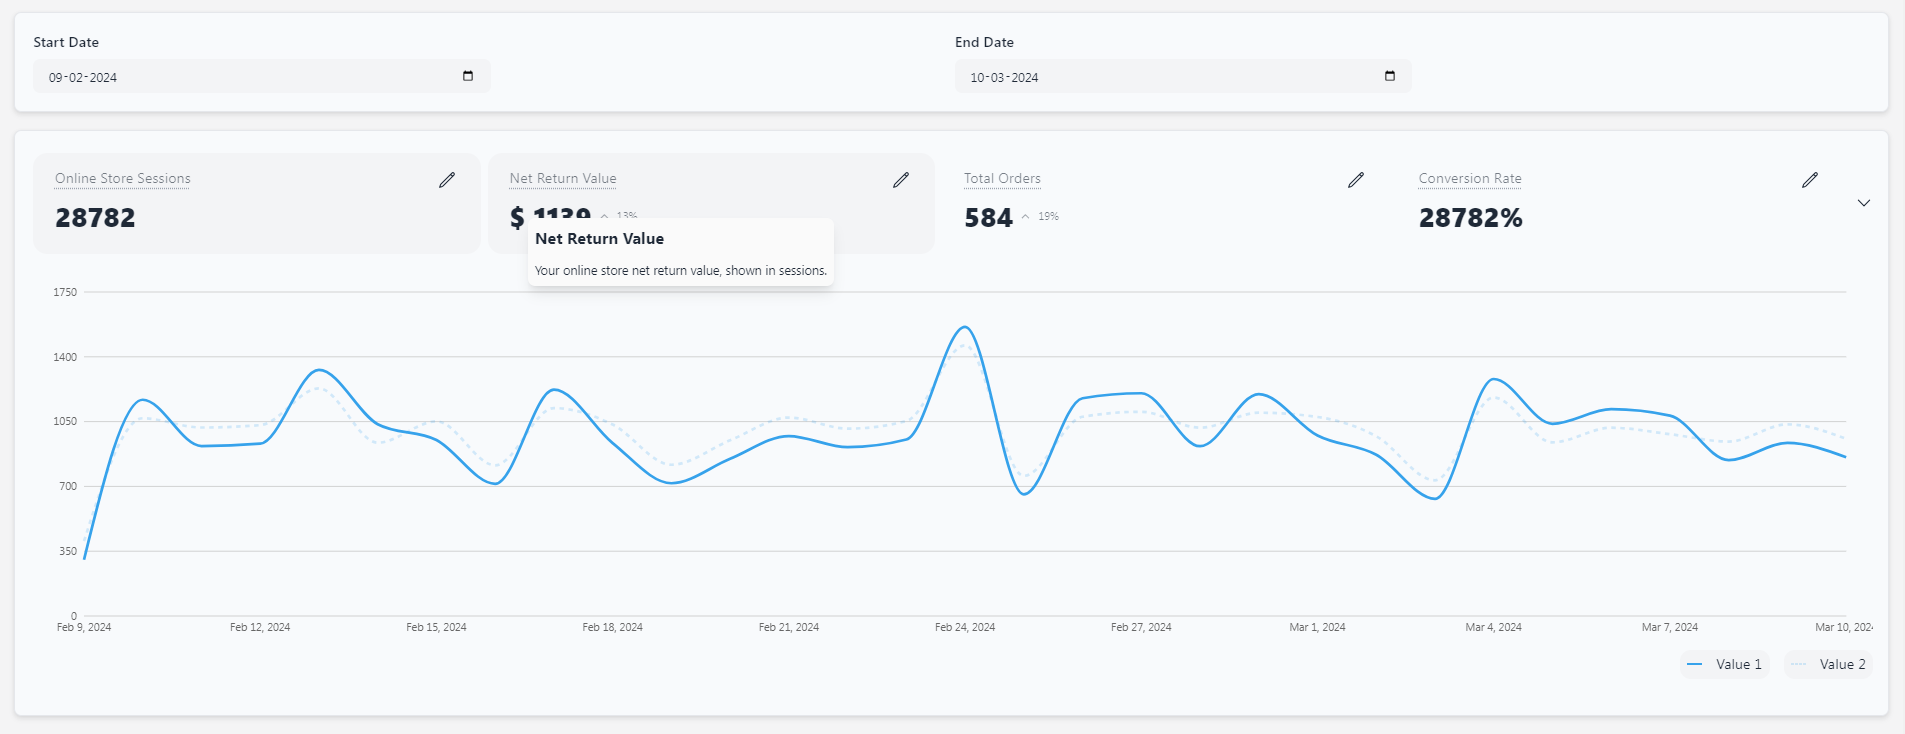 Start Date
End Date
09-02-2024
10-03-2024
Online Store Sessions
28782
Net Return Value
$ 1139 13%
Total Orders
584 19%
Conversion Rate
28782%
Net Return Value
Your online store net return value, shown in sessions.
1750
1400
1050
700
350
0
Feb 9, 2024 Feb 12, 2024 Feb 15, 2024 Feb 18, 2024 Feb 21, 2024 Feb 24, 2024 Feb 27, 2024 Mar 1, 2024 Mar 4, 2024 Mar 7, 2024 Mar 10, 202
Value 1 Value 2